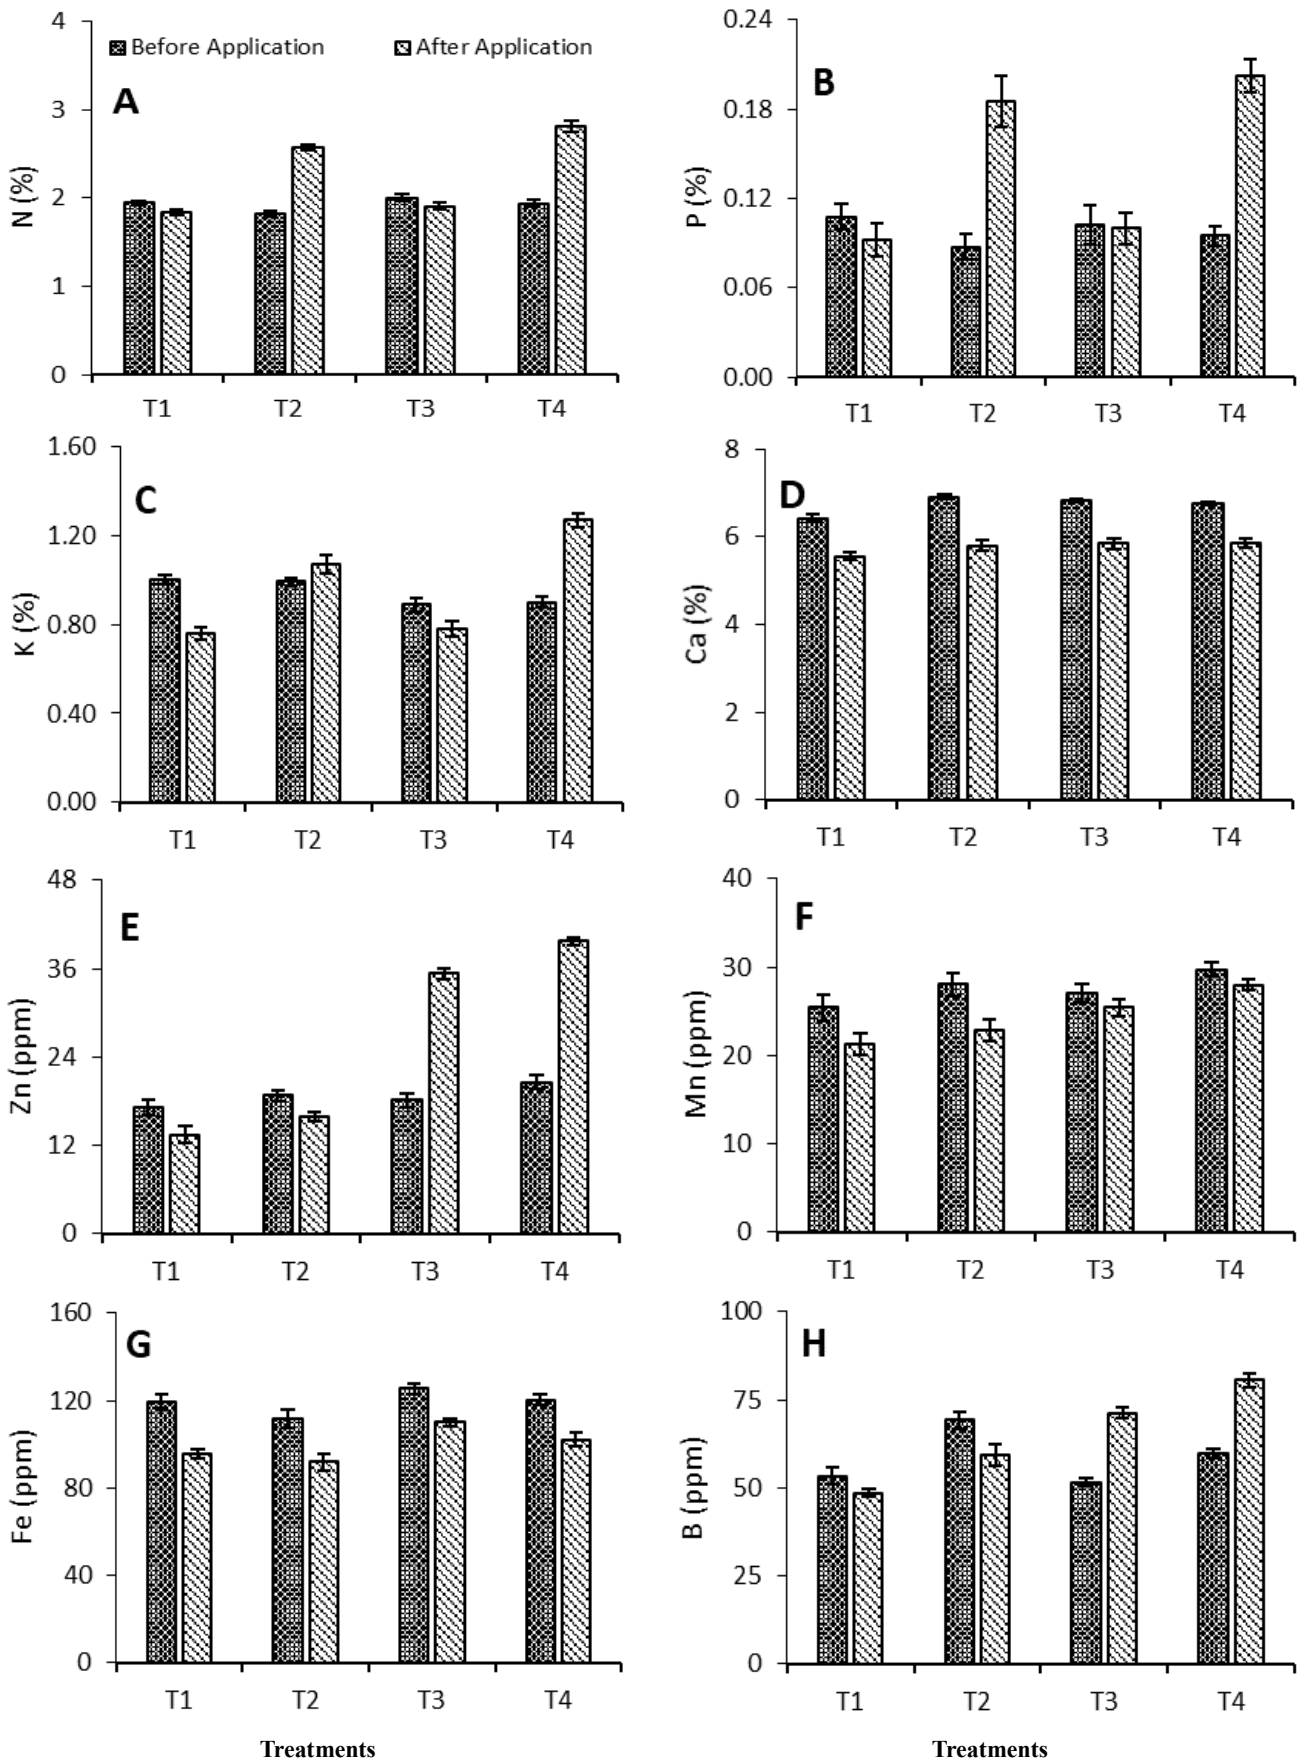 4
3
2
1
0
N (%)
Before Application
After Application
A
T1
T2
T3
T4
0.24
0.18
0.12
0.06
0.00
P (%)
B
T1
T2
T3
T4
1.60
1.20
0.80
0.40
0.00
K (%)
C
T1
T2
T3
T4
8
6
4
2
0
Ca (%)
D
T1
T2
T3
T4
48
36
24
12
0
Zn (ppm)
E
T1
T2
T3
T4
40
30
20
10
0
Mn (ppm)
F
T1
T2
T3
T4
160
120
80
40
0
Fe (ppm)
G
T1
T2
T3
T4
Treatments
100
75
50
25
0
B (ppm)
H
T1
T2
T3
T4
Treatments